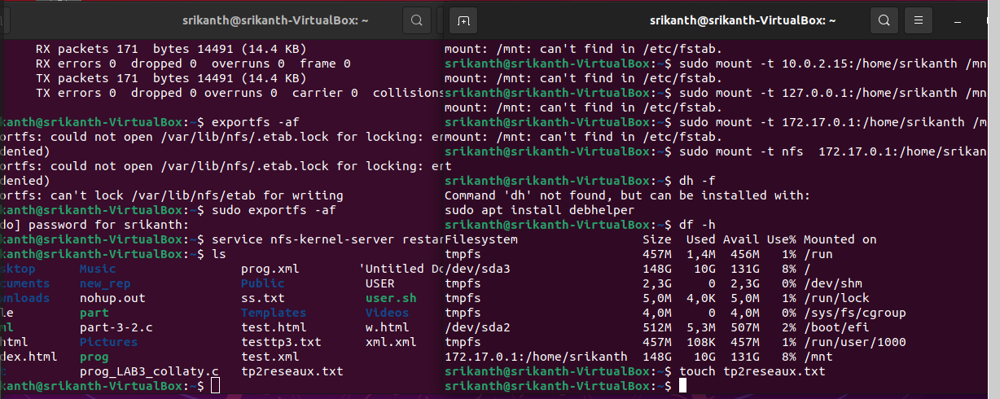 srikanth@srikanth-VirtualBox: ~
RX packets 171  bytes 14491 (14.4 KB)
RX errors 0  dropped 0  overruns 0  frame 0
TX packets 171  bytes 14491 (14.4 KB)
TX errors 0  dropped 0 overruns 0  carrier 0  collisions
kanth@srikanth-VirtualBox:~$ exportfs -af
ortfs: could not open /var/lib/nfs/.etab.lock for locking: er
denied)
ortfs: could not open /var/lib/nfs/.etab.lock for locking: er
denied)
ortfs: can't lock /var/lib/nfs/etab for writing
kanth@srikanth-VirtualBox:~$ sudo exportfs -af
do] password for srikanth:
kanth@srikanth-VirtualBox:~$ service nfs-kernel-server restar
kanth@srikanth-VirtualBox:~$ ls
sktop Music prog.xml 'Untitled Do
cuments new_rep Public USER
wnloads nohup.out ss.txt user.sh
le part Templates Videos
ml part-3-2.c test.html w.html
html Pictures testtp3.txt xml.xml
dex.html prog test.xml
prog_LAB3_collaty.c tp2reseaux.txt
kanth@srikanth-VirtualBox:~$
srikanth@srikanth-VirtualBox: ~
mount: /mnt: can't find in /etc/fstab.
srikanth@srikanth-VirtualBox:~$ sudo mount -t 10.0.2.15:/home/srikanth /mn
mount: /mnt: can't find in /etc/fstab.
srikanth@srikanth-VirtualBox:~$ sudo mount -t 127.0.0.1:/home/srikanth /mn
mount: /mnt: can't find in /etc/fstab.
srikanth@srikanth-VirtualBox:~$ sudo mount -t 172.17.0.1:/home/srikanth /m
mount: /mnt: can't find in /etc/fstab.
srikanth@srikanth-VirtualBox:~$ sudo mount -t nfs  172.17.0.1:/home/srikan
t
srikanth@srikanth-VirtualBox:~$ dh -f
Command 'dh' not found, but can be installed with:
sudo apt install debhelper
srikanth@srikanth-VirtualBox:~$ df -h
Filesystem Size Used Avail Use% Mounted on
tmpfs 457M 1,4M 456M 1% /run
/dev/sda3 148G 10G 131G 8% /
tmpfs 2,3G 0 2,3G 0% /dev/shm
tmpfs 5,0M 4,0K 5,0M 1% /run/lock
tmpfs 4,0M 0 4,0M 0% /sys/fs/cgroup
/dev/sda2 512M 5,3M 507M 2% /boot/efi
tmpfs 457M 108K 457M 1% /run/user/1000
172.17.0.1:/home/srikanth 148G 10G 131G 8% /mnt
srikanth@srikanth-VirtualBox:~$ touch tp2reseaux.txt
srikanth@srikanth-VirtualBox:~$